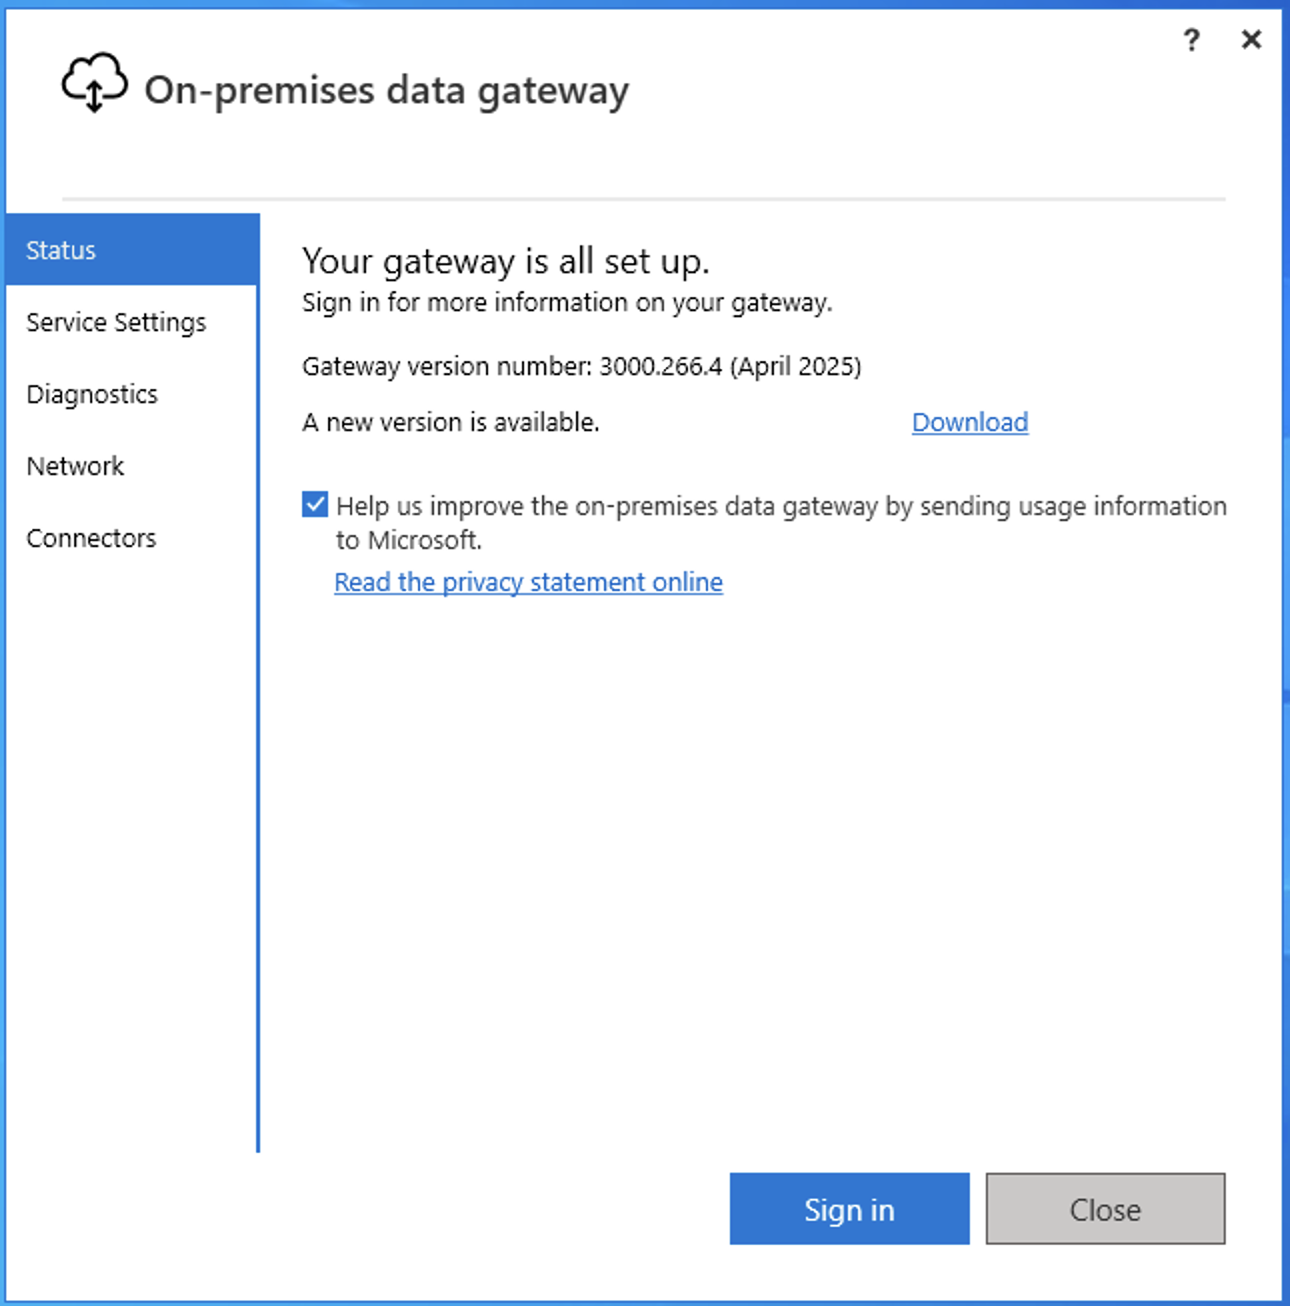 ?
On-premises data gateway
Status
Service Settings
Diagnostics
Network
Connectors
Your gateway is all set up.
Sign in for more information on your gateway.
Gateway version number: 3000.266.4 (April 2025)
A new version is available. Download
Help us improve the on-premises data gateway by sending usage information
to Microsoft.
Read the privacy statement online
Sign in
Close